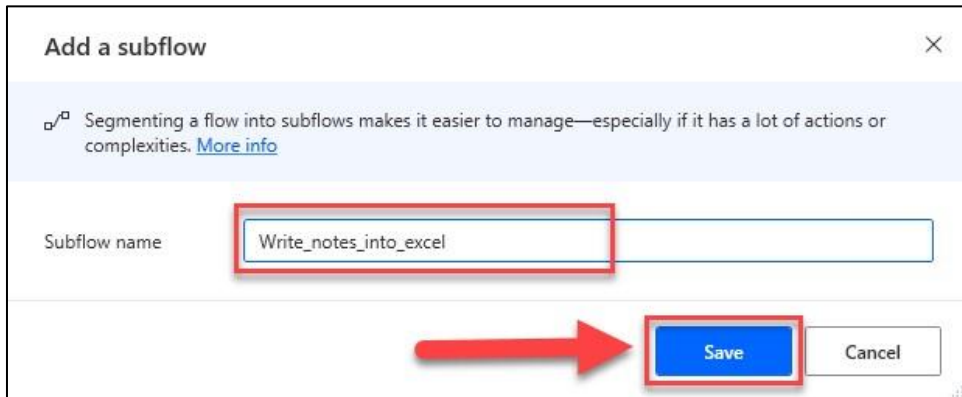 Add a subflow
Segmenting a flow into subflows makes it easier to manage—especially if it has a lot of actions or
complexities. More info
Subflow name
Write_notes_into_excel
Save
Cancel